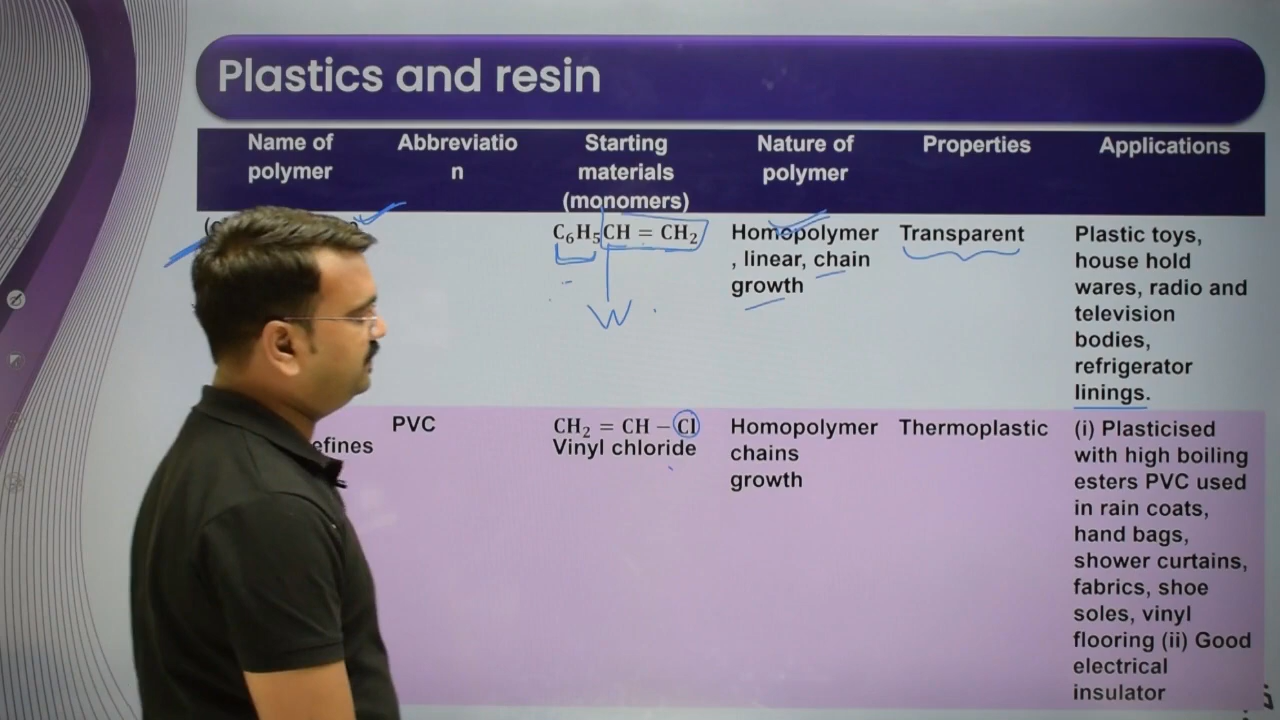 Plastics and resin
Name of
polymer
Abbreviatio
n
Starting
materials
(monomers)
Nature of
polymer
Properties
Applications
C₆H₅CH = CH₂
W
Homopolymer
, linear, chain
growth
Transparent
Plastic toys,
house hold
wares, radio and
television
bodies,
refrigerator
linings.
efines
PVC
CH₂ = CH − Cl
Vinyl chloride
Homopolymer
chains
growth
Thermoplastic
(i) Plasticised
with high boiling
esters PVC used
in rain coats,
hand bags,
shower curtains,
fabrics, shoe
soles, vinyl
flooring (ii) Good
electrical
insulator